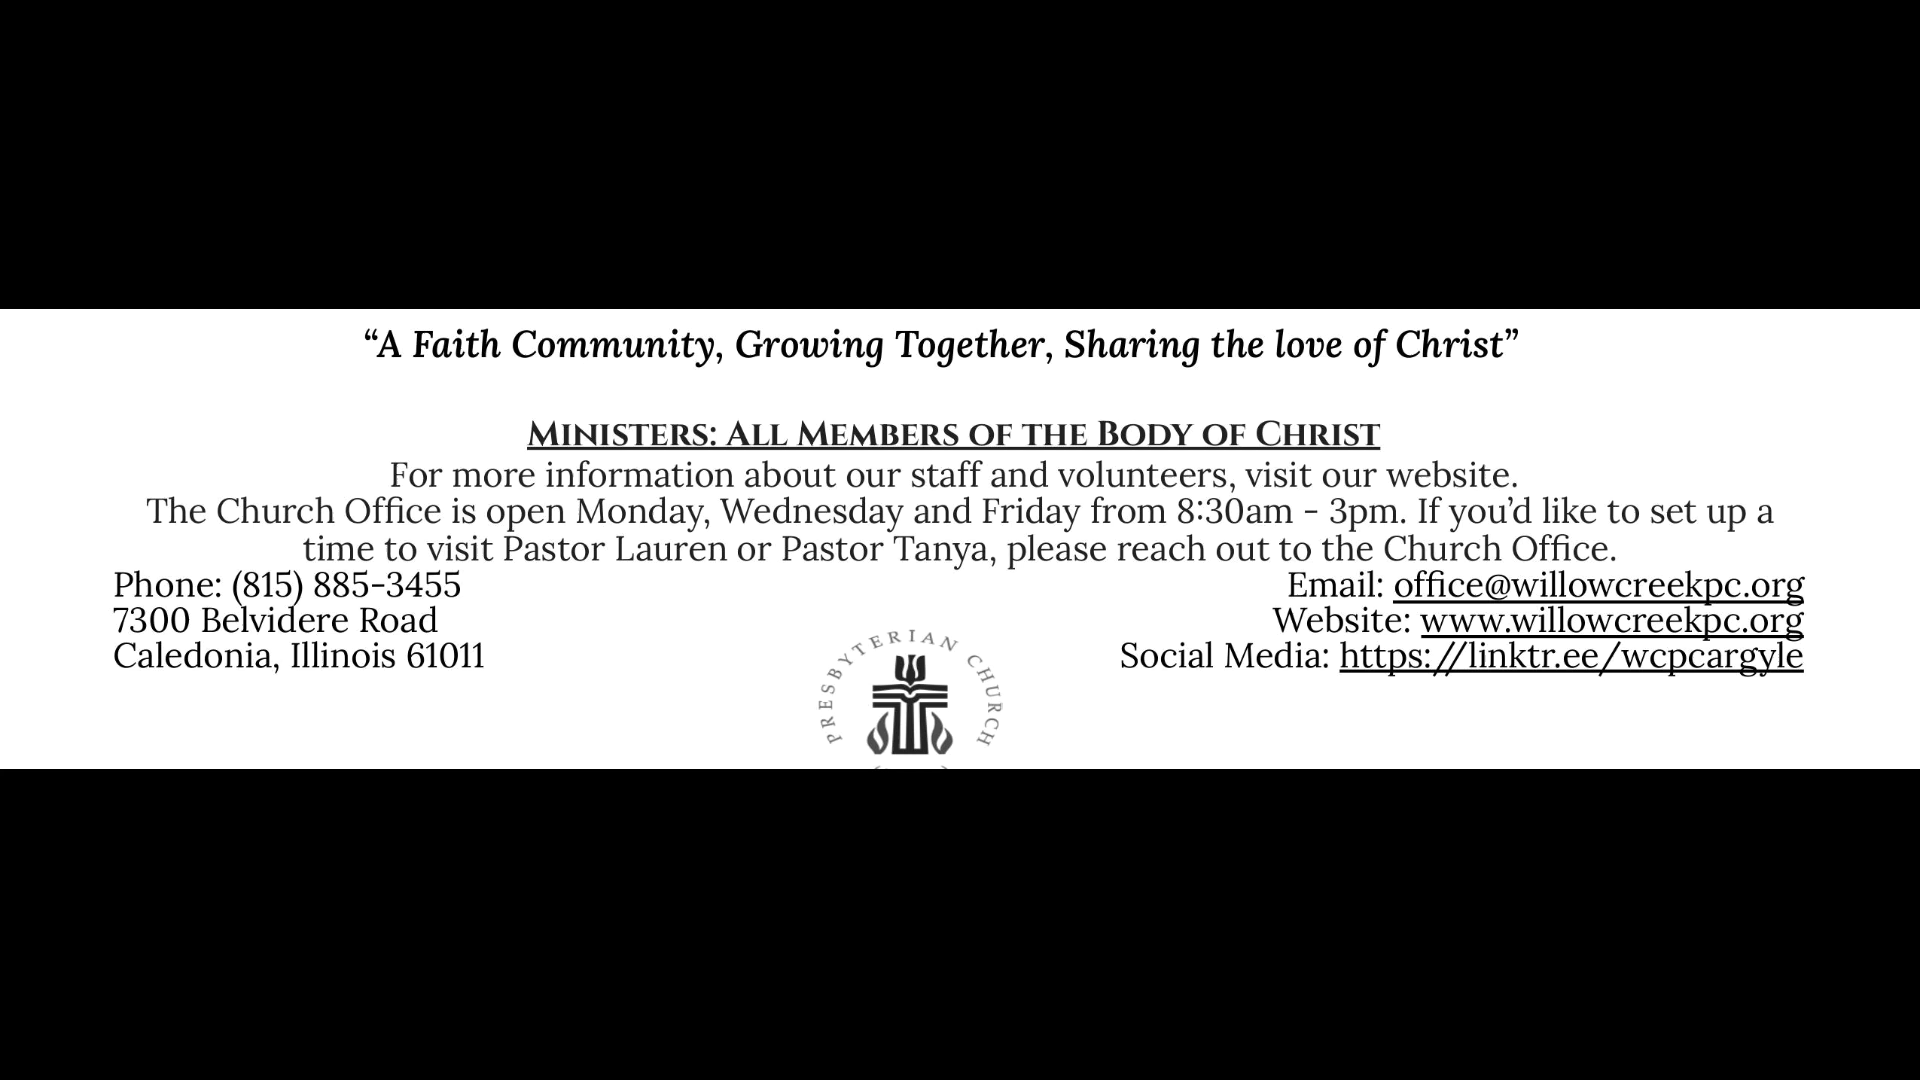 “A Faith Community, Growing Together, Sharing the love of Christ”
Ministers: All Members of the Body of Christ
For more information about our staff and volunteers, visit our website.
The Church Office is open Monday, Wednesday and Friday from 8:30am - 3pm. If you’d like to set up a
time to visit Pastor Lauren or Pastor Tanya, please reach out to the Church Office.
Phone: (815) 885-3455
7300 Belvidere Road
Caledonia, Illinois 61011
Email: office@willowcreekpc.org
Website: www.willowcreekpc.org
Social Media: https://linktr.ee/wcpcargyle
PRESBYTERIAN CHURCH